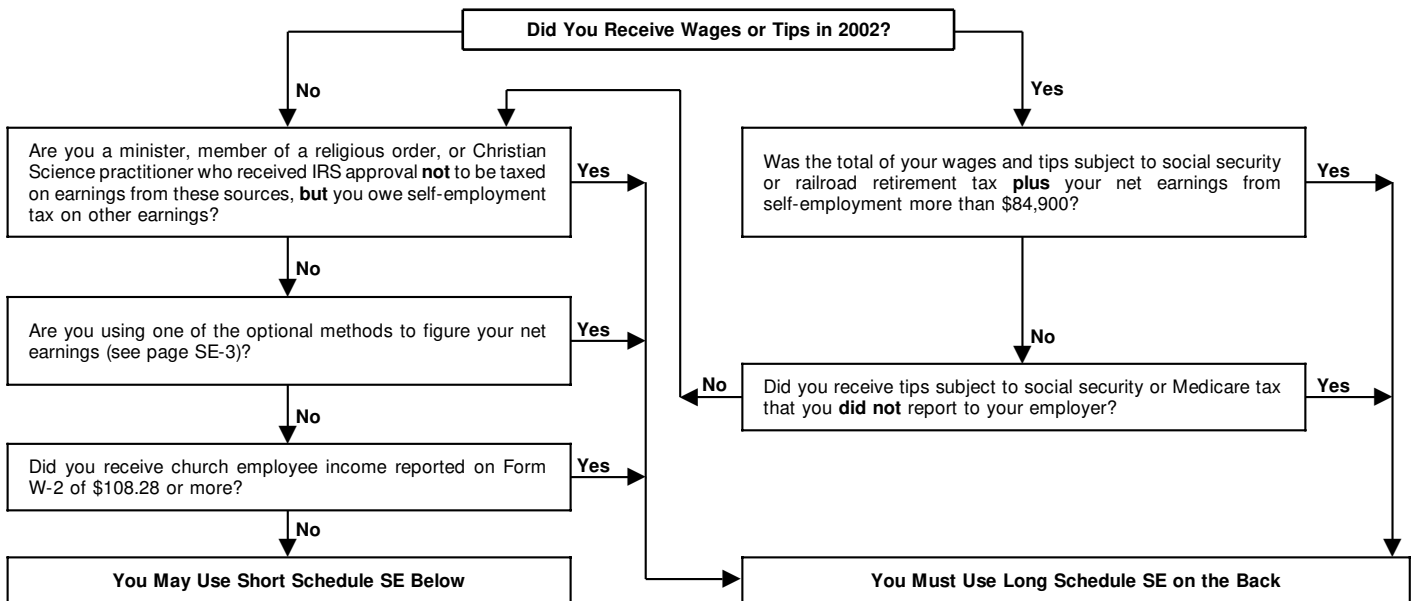 Did You Receive Wages or Tips in 2002?
No
Yes
Are you a minister, member of a religious order, or Christian
Science practitioner who received IRS approval not to be taxed
on earnings from these sources, but you owe self-employment
tax on other earnings?
Yes
Was the total of your wages and tips subject to social security
or railroad retirement tax plus your net earnings from
self-employment more than $84,900?
Yes
No
No
Are you using one of the optional methods to figure your net
earnings (see page SE-3)?
Yes
No
Did you receive tips subject to social security or Medicare tax
that you did not report to your employer?
Yes
No
Did you receive church employee income reported on Form
W-2 of $108.28 or more?
Yes
No
You May Use Short Schedule SE Below
You Must Use Long Schedule SE on the Back